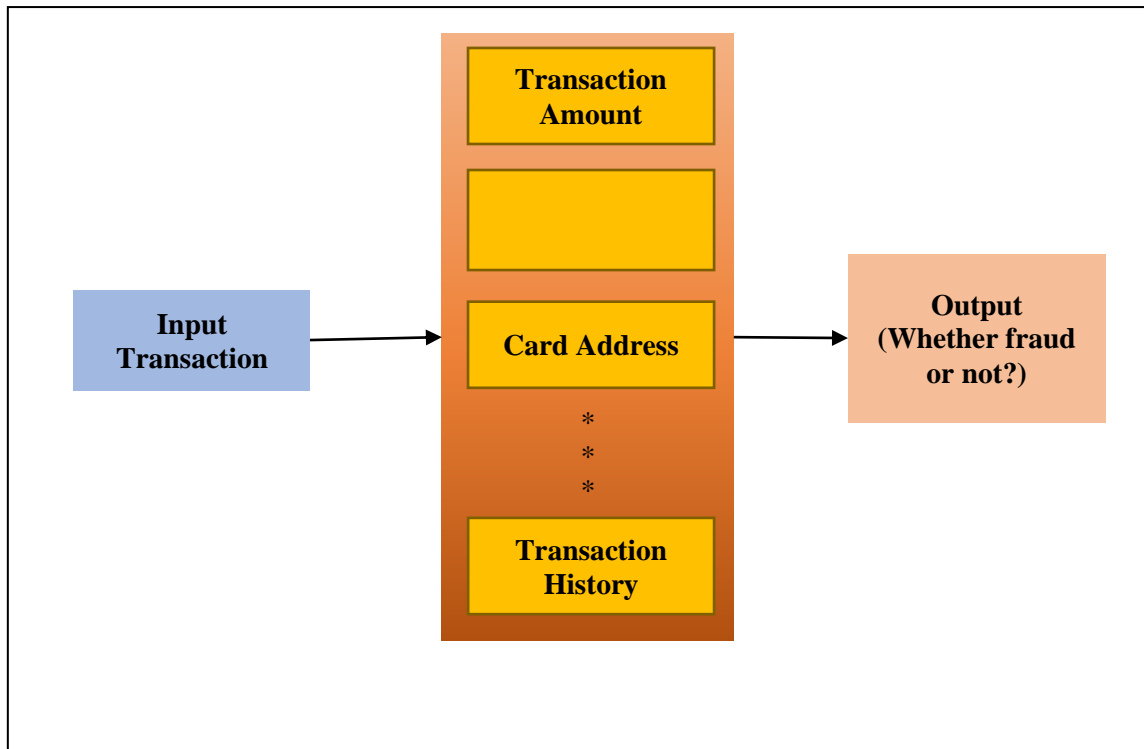 Transaction
Amount
Input
Transaction
Card Address
*
*
*
Transaction
History
Output
(Whether fraud
or not?)